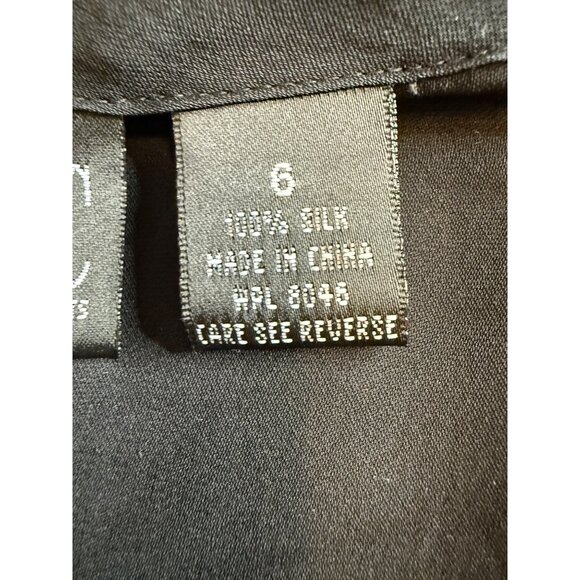 6
100% SILK
MADE IN CHINA
WPL 8046
CARE SEE REVERSE